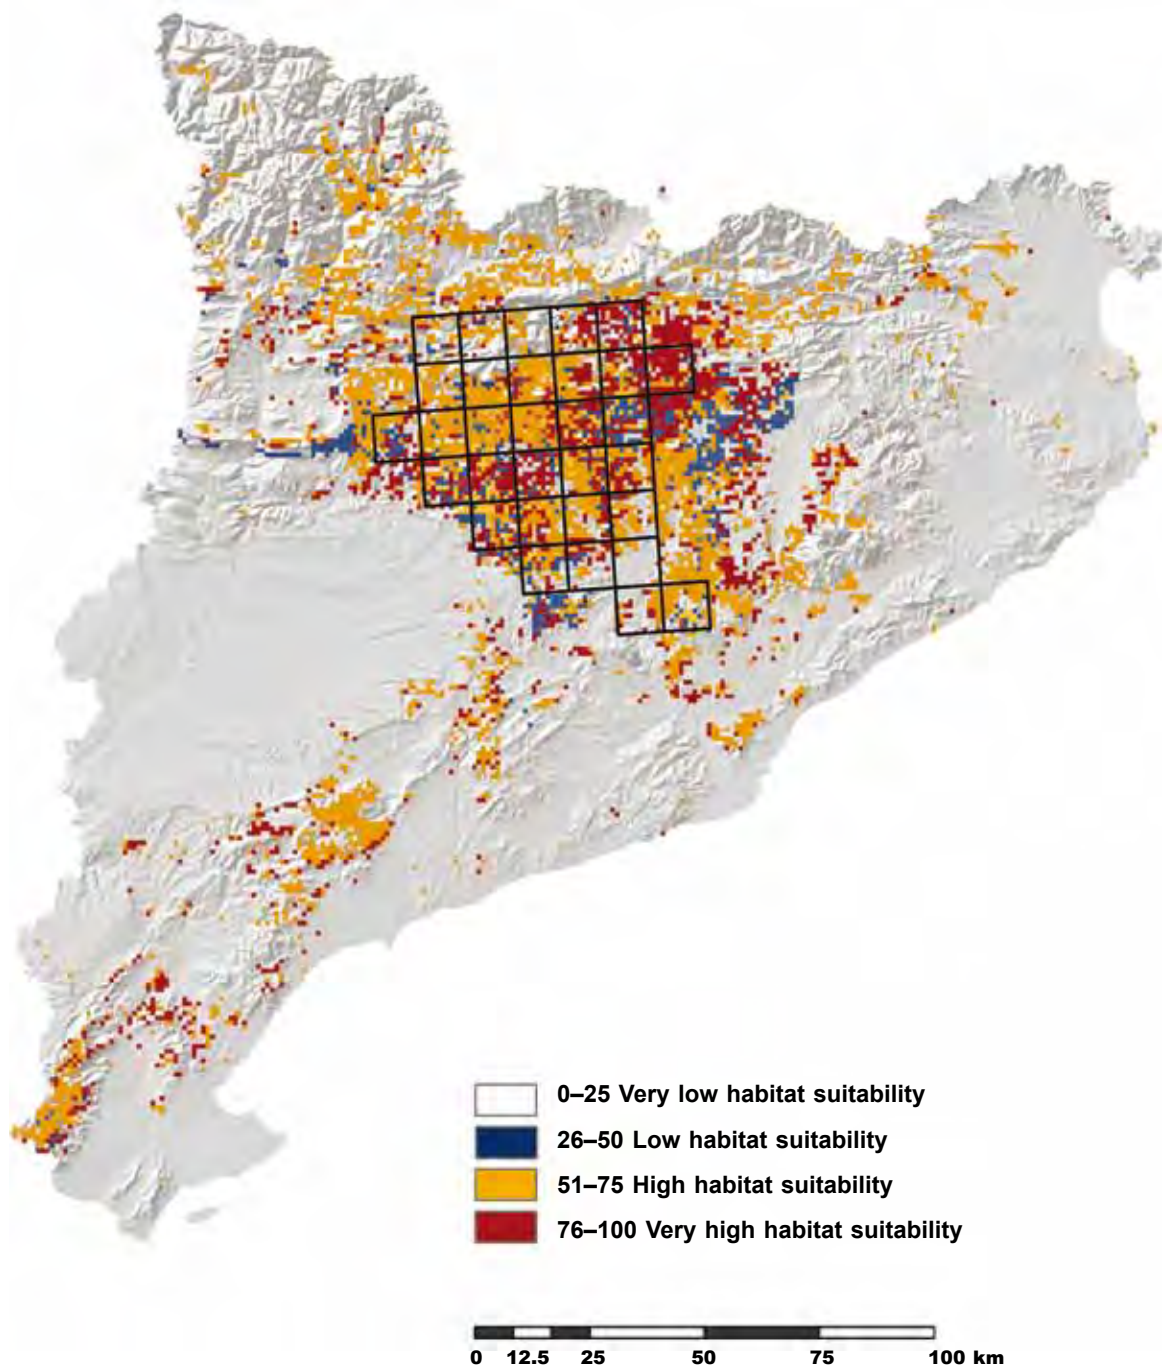 0–25 Very low habitat suitability
26–50 Low habitat suitability
51–75 High habitat suitability
76–100 Very high habitat suitability
0 12.5 25 50 75 100 km